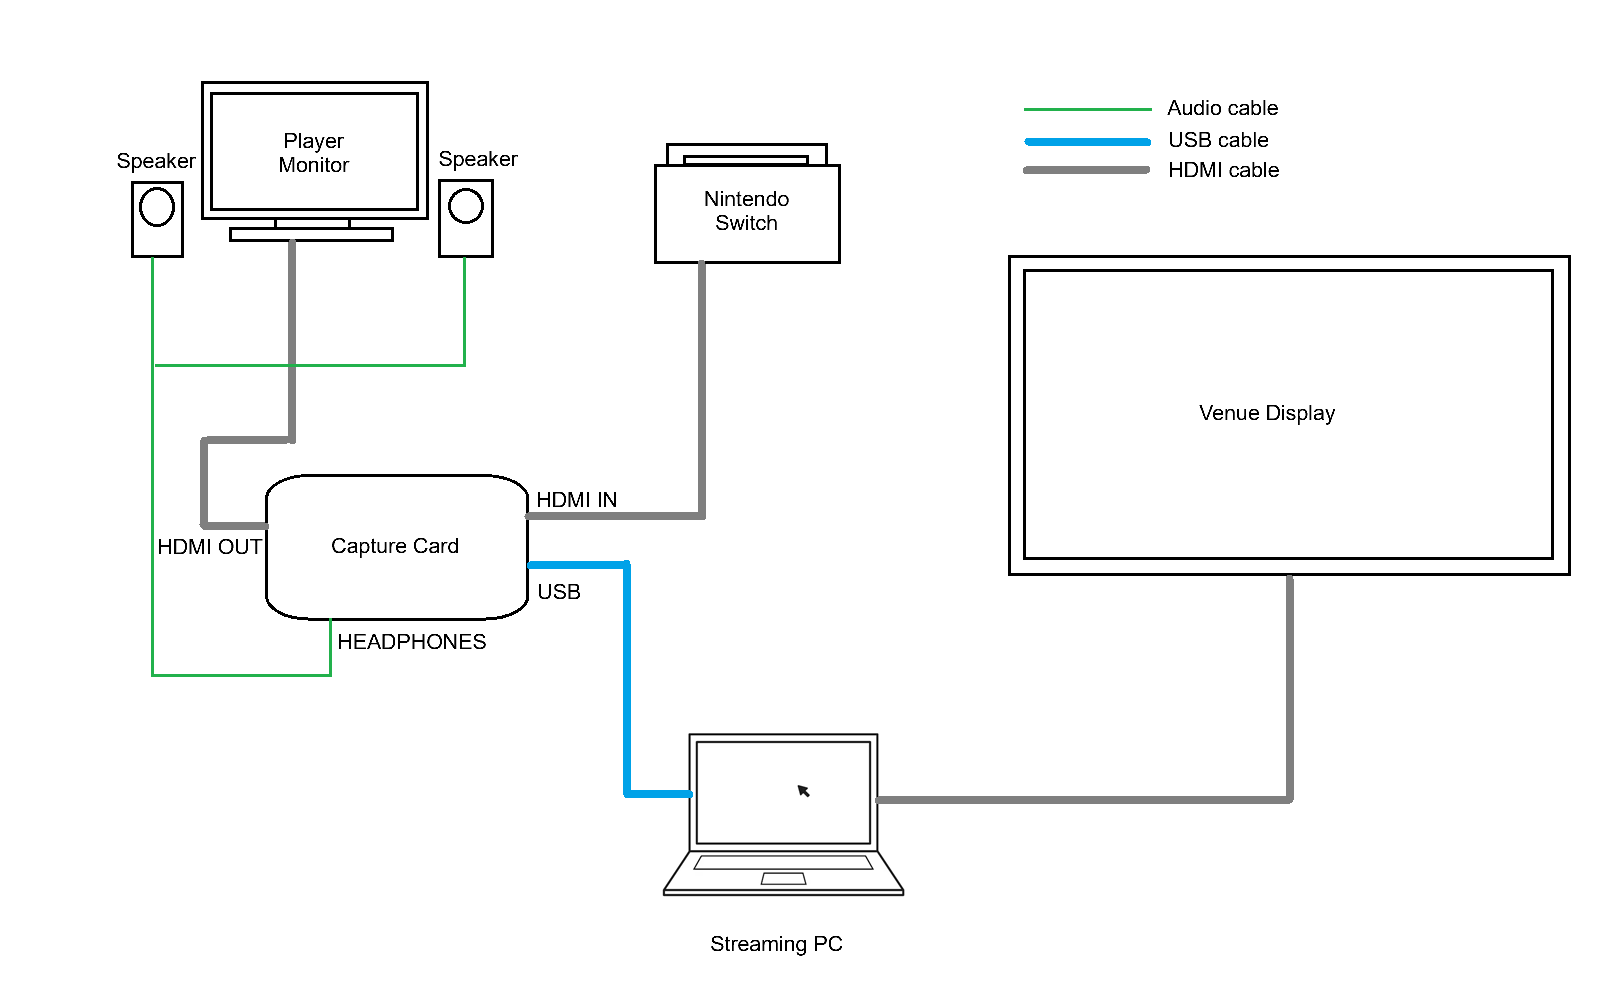 Audio cable
USB cable
HDMI cable
Player
Monitor
Speaker
Speaker
Nintendo
Switch
Venue Display
HDMI IN
HDMI OUT
Capture Card
USB
HEADPHONES
Streaming PC